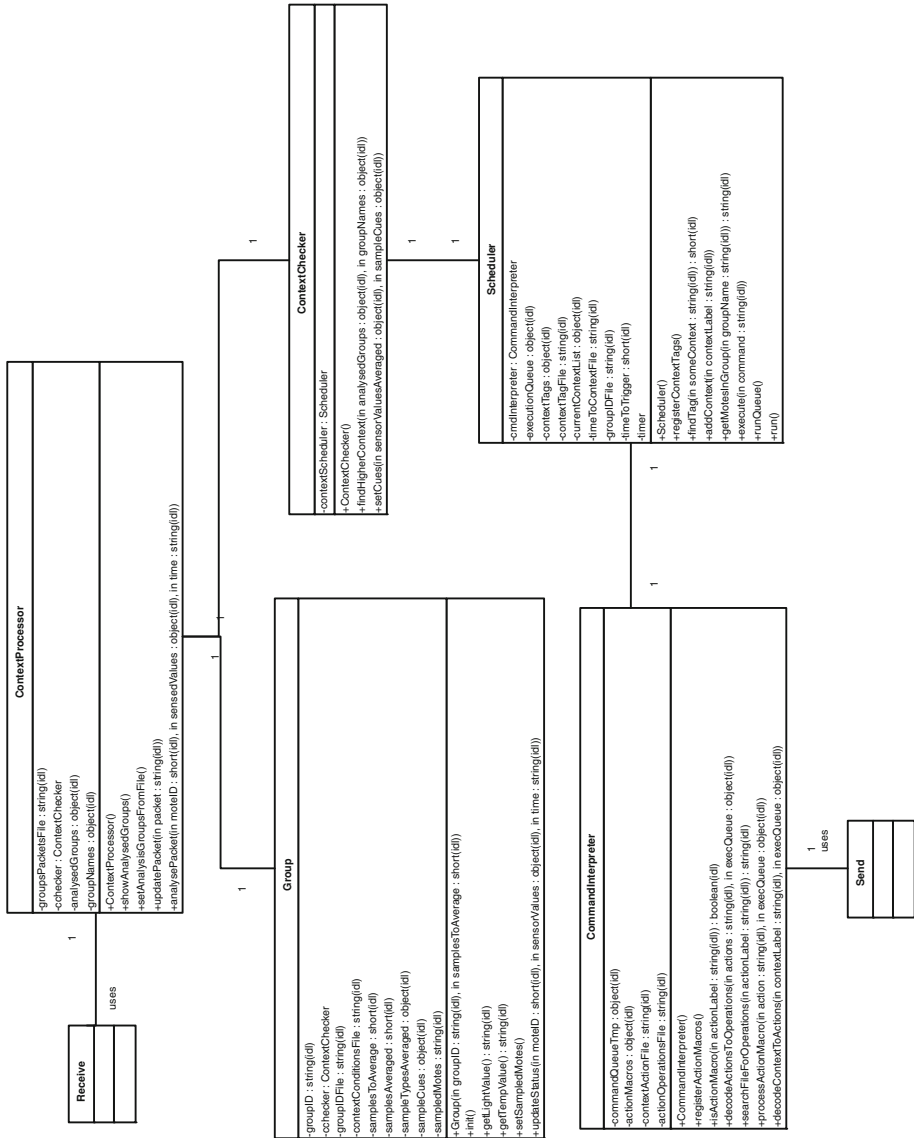 ContextProcessor
-groupsPacketsFile : string(idl)
-cchecker : ContextChecker
-analysedGroups : object(idl)
-groupNames : object(idl)
+ContextProcessor()
+showAnalysedGroups()
+setAnalysisGroupsFromFile()
+updatePacket(in packet : string(idl))
+analysePacket(in moteID : short(idl), in sensedValues : object(idl), in time : string(idl))
Receive
1
uses
1
1
1
1
Group
-groupID : string(idl)
-cchecker : ContextChecker
-groupIDFile : string(idl)
-contextConditionsFile : string(idl)
-samplesToAverage : short(idl)
-samplesAveraged : short(idl)
-sampleTypesAveraged : object(idl)
-sampleCues : object(idl)
-sampledMotes : string(idl)
+Group(in groupID : string(idl), in samplesToAverage : short(idl))
+init()
+getLightValue() : string(idl)
+getTempValue() : string(idl)
+setSampledMotes()
+updateStatus(in moteID : short(idl), in sensorValues : object(idl), in time : string(idl))
ContextChecker
-contextScheduler : Scheduler
+ContextChecker()
+findHigherContext(in analysedGroups : object(idl), in groupNames : object(idl))
+setCues(in sensorValuesAveraged : object(idl), in sampleCues : object(idl))
1
1
Scheduler
-cmdInterpreter : CommandInterpreter
-executionQueue : object(idl)
-contextTags : object(idl)
-contextTagFile : string(idl)
-currentContextList : object(idl)
-timeToContextFile : string(idl)
-groupIDFile : string(idl)
-timeToTrigger : short(idl)
-timer
+Scheduler()
+registerContextTags()
+findTag(in someContext : string(idl)) : short(idl)
+addContext(in contextLabel : string(idl))
+getMotesInGroup(in groupName : string(idl)) : string(idl)
+execute(in command : string(idl))
+runQueue()
+run()
1
1
CommandInterpreter
-commandQueueTmp : object(idl)
-actionMacros : object(idl)
-contextActionFile : string(idl)
-actionOperationsFile : string(idl)
+CommandInterpreter()
+registerActionMacros()
+isActionMacro(in actionLabel : string(idl)) : boolean(idl)
+decodeActionsToOperations(in actions : string(idl), in execQueue : object(idl))
+searchFileForOperations(in actionLabel : string(idl)) : string(idl)
+processActionMacro(in action : string(idl), in execQueue : object(idl))
+decodeContextToActions(in contextLabel : string(idl), in execQueue : object(idl))
1
uses
Send